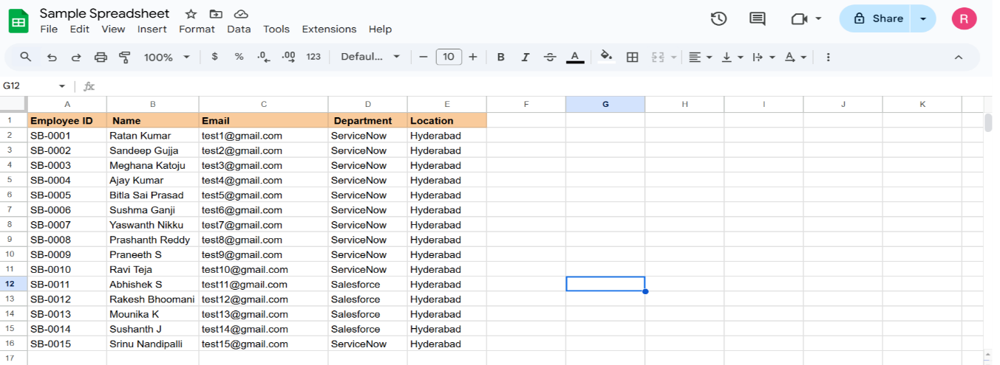 Sample Spreadsheet
File Edit View Insert Format Data Tools Extensions Help
Share
R
100% $ % .0 .00 123 Defaul... 10 B I A A
G12 fx
A B C D E F G H I J K
1 Employee ID Name Email Department Location
2 SB-0001 Ratan Kumar test1@gmail.com ServiceNow Hyderabad
3 SB-0002 Sandeep Gujja test2@gmail.com ServiceNow Hyderabad
4 SB-0003 Meghana Katoju test3@gmail.com ServiceNow Hyderabad
5 SB-0004 Ajay Kumar test4@gmail.com ServiceNow Hyderabad
6 SB-0005 Bitla Sai Prasad test5@gmail.com ServiceNow Hyderabad
7 SB-0006 Sushma Ganji test6@gmail.com ServiceNow Hyderabad
8 SB-0007 Yaswanth Nikku test7@gmail.com ServiceNow Hyderabad
9 SB-0008 Prashanth Reddy test8@gmail.com ServiceNow Hyderabad
10 SB-0009 Praneeth S test9@gmail.com ServiceNow Hyderabad
11 SB-0010 Ravi Teja test10@gmail.com ServiceNow Hyderabad
12 SB-0011 Abhishek S test11@gmail.com Salesforce Hyderabad
13 SB-0012 Rakesh Bhoomani test12@gmail.com Salesforce Hyderabad
14 SB-0013 Mounika K test13@gmail.com Salesforce Hyderabad
15 SB-0014 Sushanth J test14@gmail.com Salesforce Hyderabad
16 SB-0015 Srinu Nandipalli test15@gmail.com ServiceNow Hyderabad
17